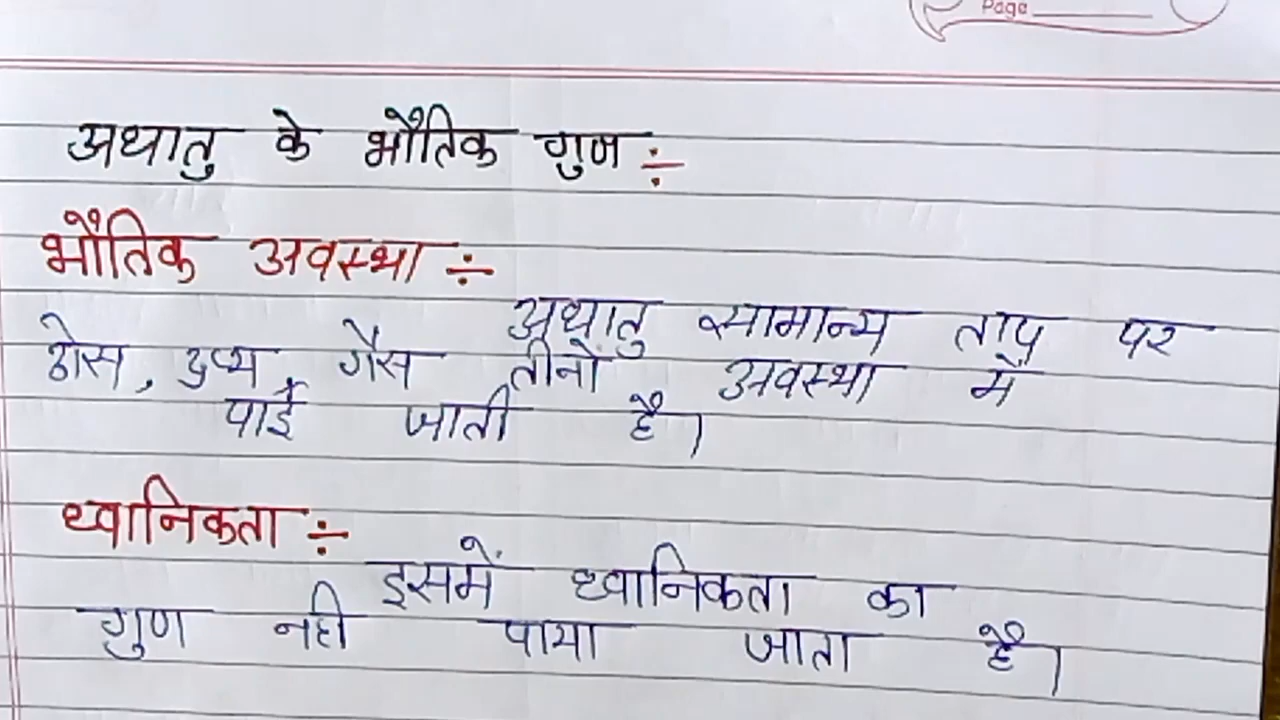 Page
अधातु के भौतिक गुण ÷
भौतिक अवस्था ÷
अधातु सामान्य ताप पर
ठोस, द्रव्य, गैस तीनों अवस्था में
पाई जाती है।
ध्वानिकता ÷
इसमें ध्वानिकता का
गुण नही पाया जाता है।